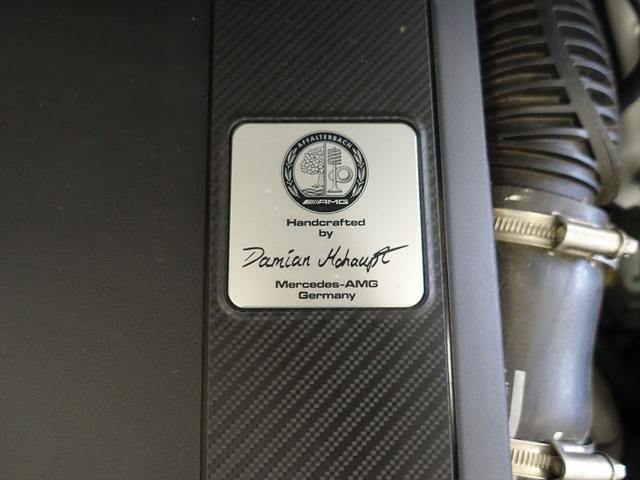 AFFALTERBACH
AMG
Handcrafted
by
Damian Mohaupt
Mercedes-AMG
Germany